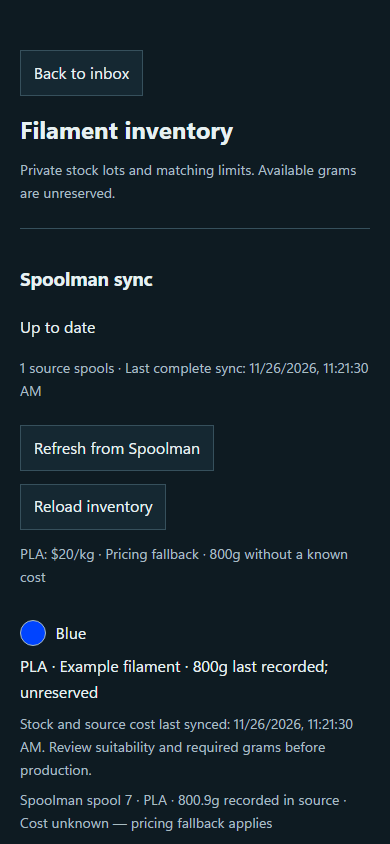 Back to inbox
Filament inventory
Private stock lots and matching limits. Available grams
are unreserved.
Spoolman sync
Up to date
1 source spools · Last complete sync: 11/26/2026, 11:21:30
AM
Refresh from Spoolman
Reload inventory
PLA: $20/kg · Pricing fallback · 800g without a known
cost
Blue
PLA · Example filament · 800g last recorded;
unreserved
Stock and source cost last synced: 11/26/2026, 11:21:30
AM. Review suitability and required grams before
production.
Spoolman spool 7 · PLA · 800.9g recorded in source ·
Cost unknown — pricing fallback applies